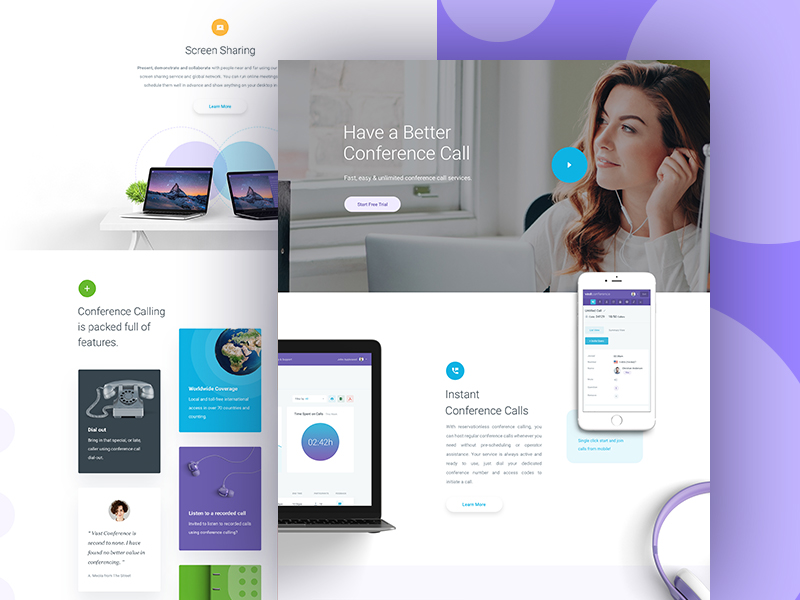 Screen Sharing
Present, demonstrate and collaborate with people near and far using our
screen sharing service and global network. You can run online meetings
schedule them well in advance and show anything on your desktop in
Learn More
Have a Better
Conference Call
Fast, easy & unlimited conference call services.
Start Free Trial
Conference Calling
is packed full of
features.
Dial out
Bring in that special, or late,
caller using conference call
dial-out.
Worldwide Coverage
Local and toll-free international
access in over 70 countries and
counting.
" Vast Conference is
second to none. I have
found no better value in
conferencing. "
Listen to a recorded call
Invited to listen to recorded calls
using conference calling?
Time Spent on Calls
02:42h
Instant
Conference Calls
With reservationless conference calling, you
can host regular conference calls whenever you
need without pre-scheduling or operator
assistance. Your service is always active and
ready to use, just dial your dedicated
conference number and access codes to
initiate a call.
Learn More
Single click start and join
calls from mobile!